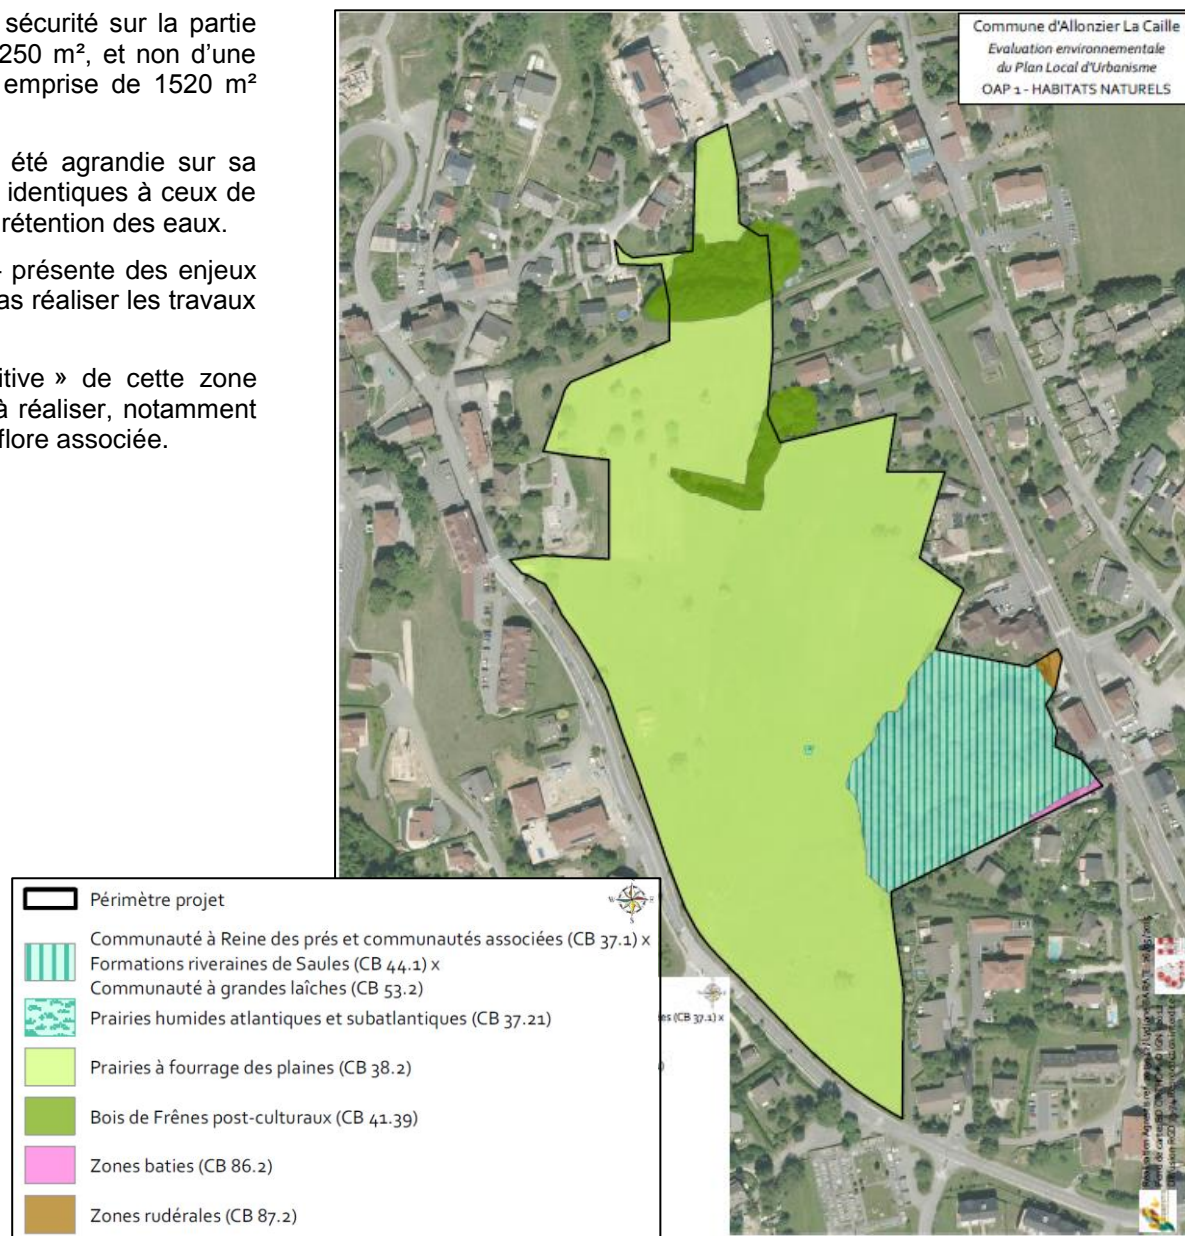 sécurité sur la partie
250 m², et non d’une
emprise de 1520 m²
été agrandie sur sa
identiques à ceux de
rétention des eaux.
présente des enjeux
as réaliser les travaux
itive » de cette zone
à réaliser, notamment
flore associée.
Commune d'Allonzier La Caille
Evaluation environnementale
du Plan Local d'Urbanisme
OAP 1 - HABITATS NATURELS
Périmètre projet
Communauté à Reine des prés et communautés associées (CB 37.1) x
Formations riveraines de Saules (CB 44.1) x
Communauté à grandes laîches (CB 53.2)
Prairies humides atlantiques et subatlantiques (CB 37.21)
Prairies à fourrage des plaines (CB 38.2)
Bois de Frênes post-culturaux (CB 41.39)
Zones baties (CB 86.2)
Zones rudérales (CB 87.2)
es (CB 37.1) x